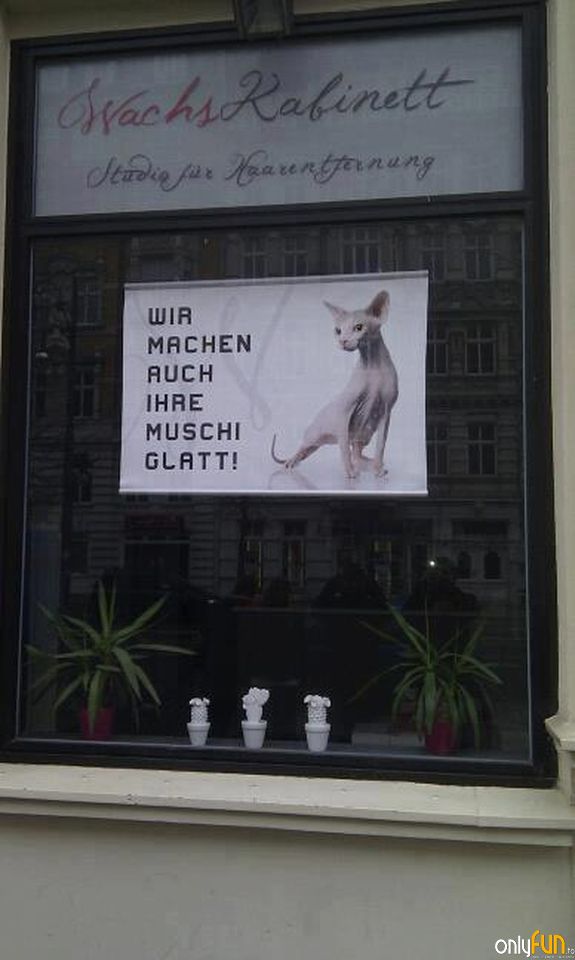 WachsKabinett
Studio für Haarentfernung
WIR
MACHEN
AUCH
IHRE
MUSCHI
GLATT!
onlyfun